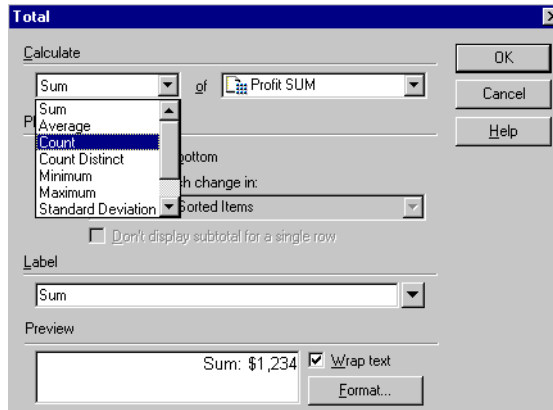 Total
Calculate
OK
Sum of Profit SUM
Cancel
Sum
Average
Count
Count Distinct
Minimum
Maximum
Standard Deviation
Help
bottom
change in:
Sorted Items
Don't display subtotal for a single row
Label
Sum
Preview
Sum: $1,234
Wrap text
Format...